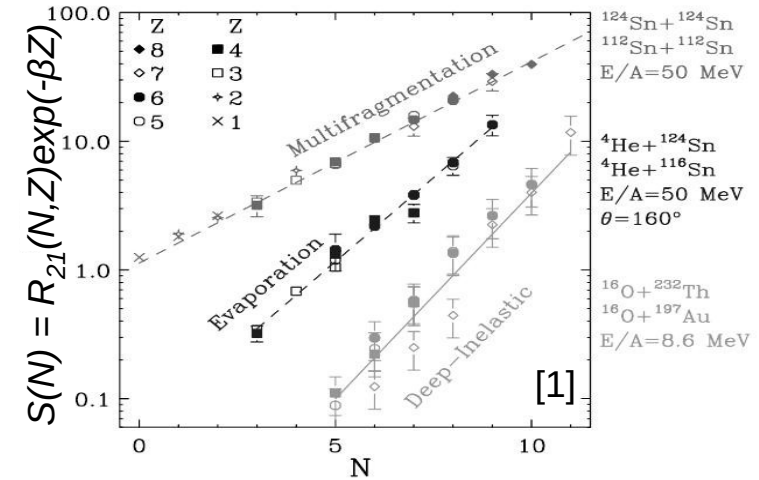 S(N) = R₂₁(N,Z)exp(-βZ)
100.0
10.0
1.0
0.1
Z Z
◆ 8 ■ 4
◇ 7 □ 3
● 6 ✧ 2
○ 5 × 1
Multifragmentation
Evaporation
Deep-Inelastic
[1]
0 5 10
N
¹²⁴Sn+¹²⁴Sn
¹¹²Sn+¹¹²Sn
E/A=50 MeV
⁴He+¹²⁴Sn
⁴He+¹¹⁶Sn
E/A=50 MeV
θ=160°
¹⁶O+²³²Th
¹⁶O+¹⁹⁷Au
E/A=8.6 MeV